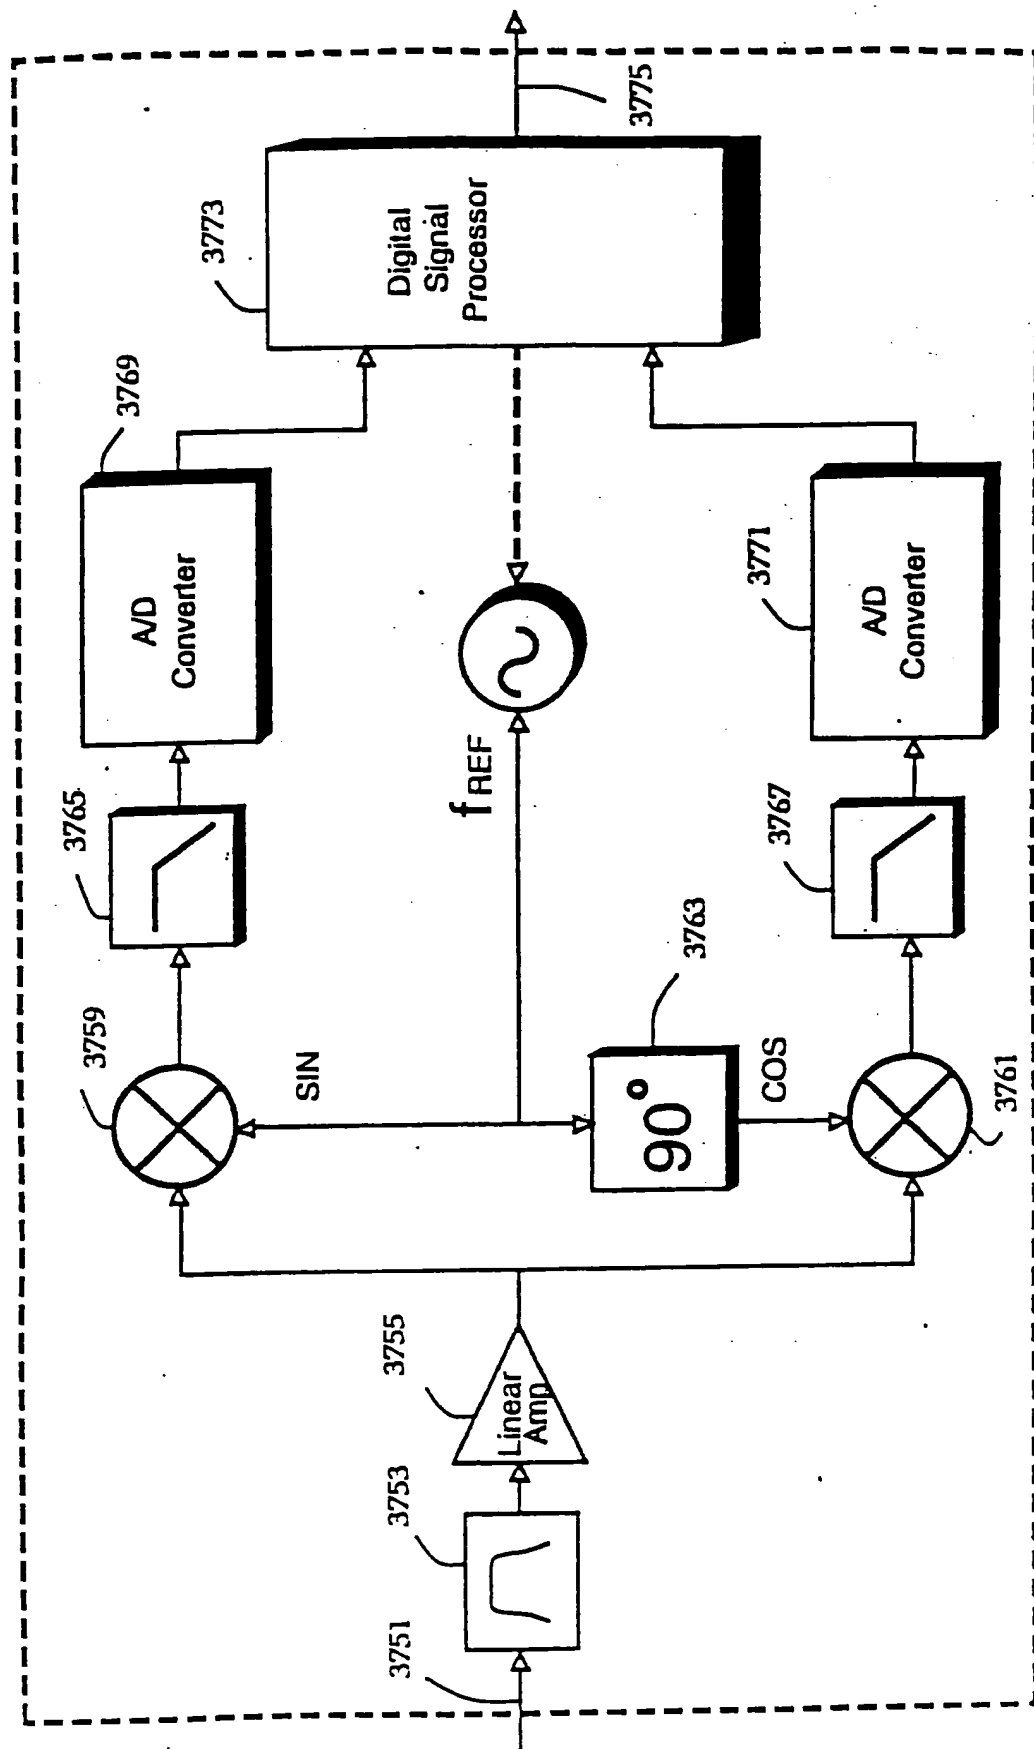 3751
3753
3755
Linear
Amp
3759
SIN
90°
3763
COS
3761
3765
fREF
3767
A/D
Converter
3769
A/D
Converter
3771
Digital
Signal
Processor
3773
3775